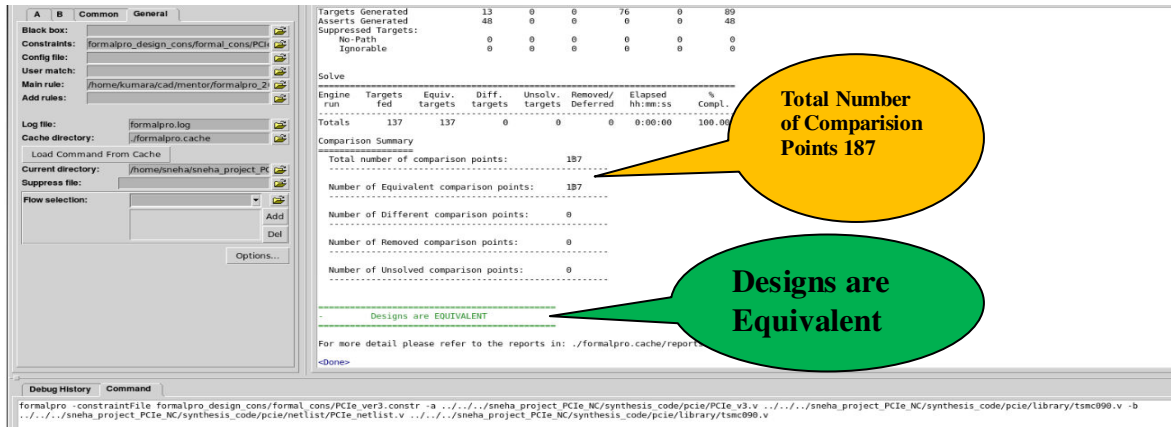 A B Common General
Black box:
Constraints: formalpro_design_cons/formal_cons/PCIe
Config file:
User match:
Main rule: /home/kumara/cad/mentor/formalpro_2
Add rules:
Log file: formalpro.log
Cache directory: ./formalpro.cache
Load Command From Cache
Current directory: /home/sneha/sneha_project_PC
Suppress file:
Flow selection:
Add
Del
Options...
Targets Generated 13 0 0 76 0 89
Asserts Generated 48 0 0 0 0 48
Suppressed Targets:
No-Path 0 0 0 0 0 0
Ignorable 0 0 0 0 0 0
Solve
Engine Targets Equiv. Diff. Unsolv. Removed/ Elapsed %
run fed targets targets targets Deferred hh:mm:ss Compl.
Totals 137 137 0 0 0 0:00:00 100.00
Comparison Summary
Total number of comparison points:
Number of Equivalent comparison points:
Number of Different comparison points: 0
Number of Removed comparison points: 0
Number of Unsolved comparison points: 0
- Designs are EQUIVALENT
For more detail please refer to the reports in: ./formalpro.cache/reports
<Done>
Total Number
of Comparision
Points 187
Designs are
Equivalent
Debug History Command
formalpro -constraintFile formalpro_design_cons/formal_cons/PCIe_ver3.constr -a ../../../sneha_project_PCIe_NC/synthesis_code/pcie/PCIe_v3.v ../../../sneha_project_PCIe_NC/synthesis_code/pcie/library/tsmc090.v -b
../../../sneha_project_PCIe_NC/synthesis_code/pcie/netlist/PCIe_netlist.v ../../../sneha_project_PCIe_NC/synthesis_code/pcie/library/tsmc090.v